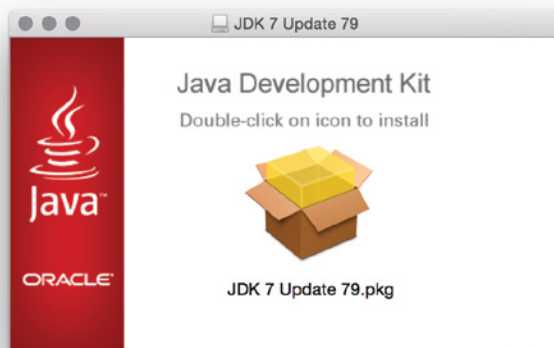 JDK 7 Update 79
Java Development Kit
Double-click on icon to install
Java™
ORACLE®
JDK 7 Update 79.pkg